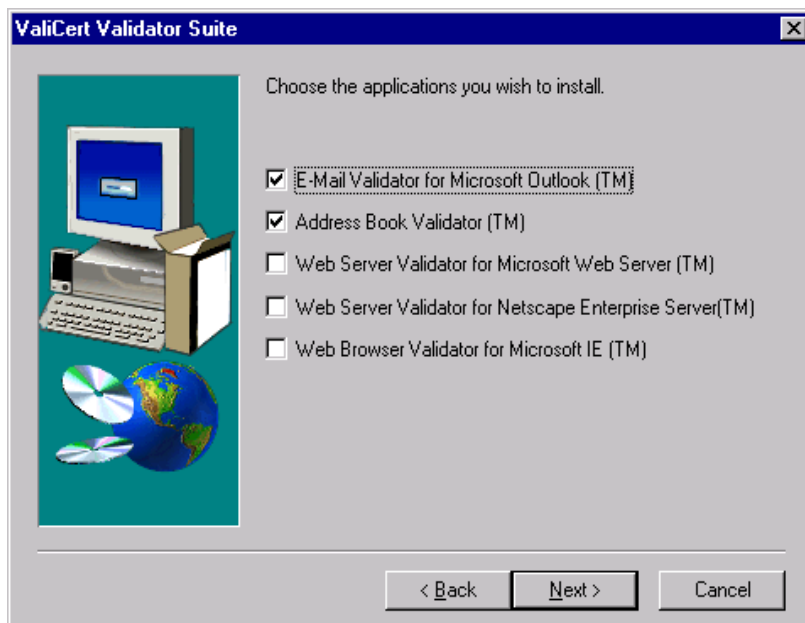 ValiCert Validator Suite
Choose the applications you wish to install.
E-Mail Validator for Microsoft Outlook (TM)
Address Book Validator (TM)
Web Server Validator for Microsoft Web Server (TM)
Web Server Validator for Netscape Enterprise Server(TM)
Web Browser Validator for Microsoft IE (TM)
< Back
Next >
Cancel